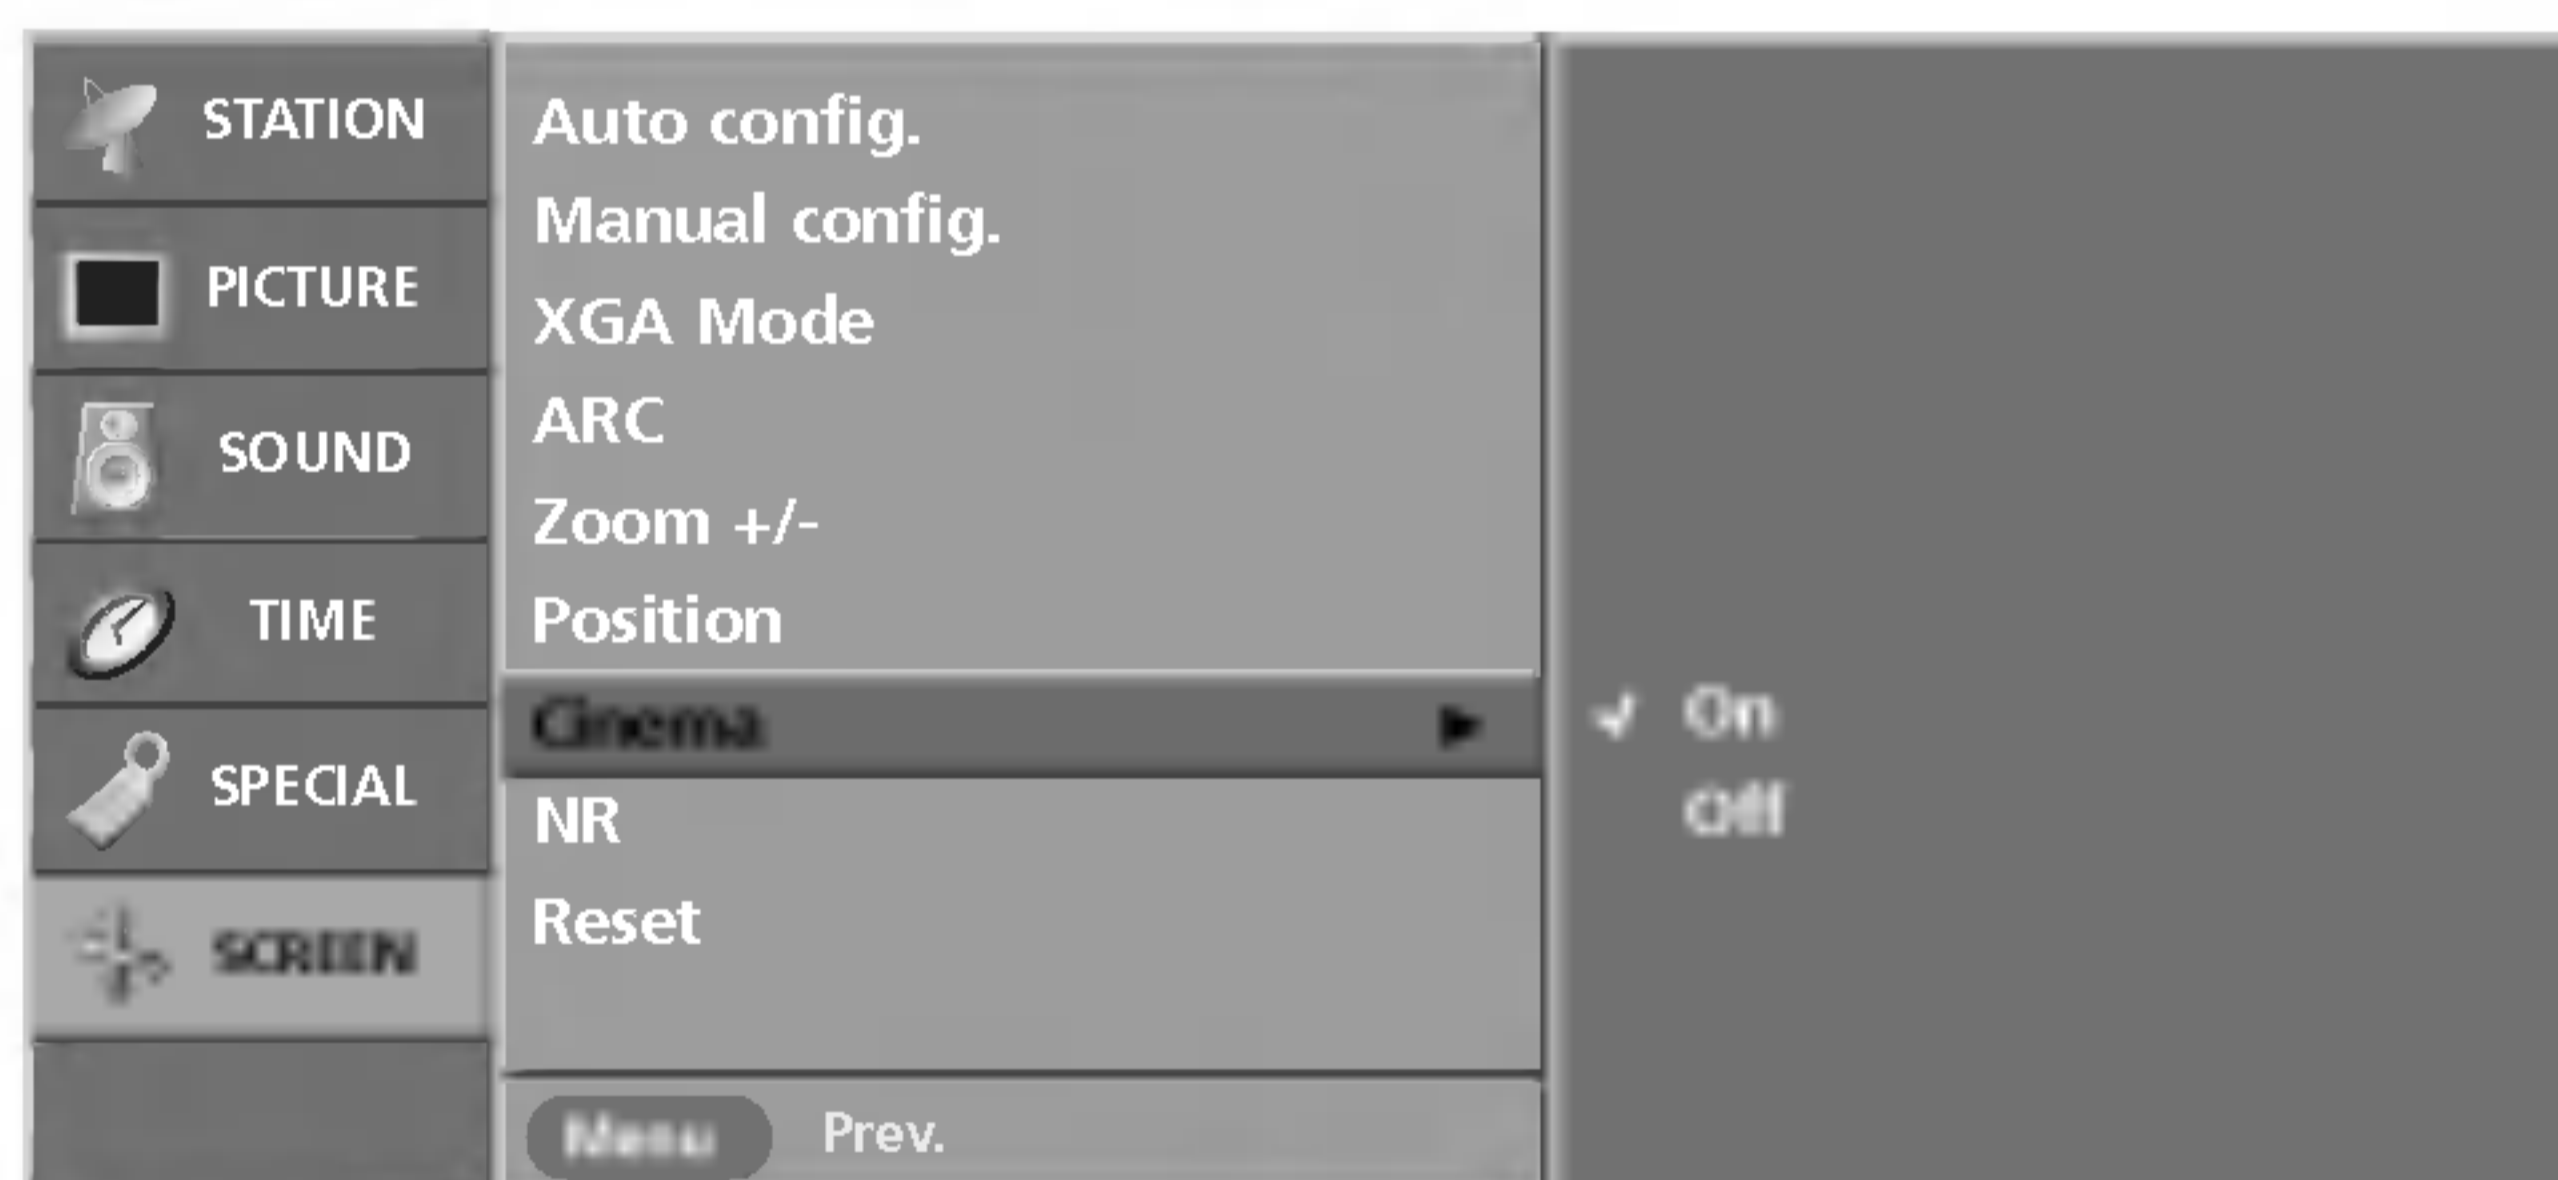 STATION
PICTURE
SOUND
TIME
SPECIAL
SCREEN
Auto config.
Manual config.
XGA Mode
ARC
Zoom +/-
Position
Cinema ▶
NR
Reset
Menu Prev.
✓ On
Off